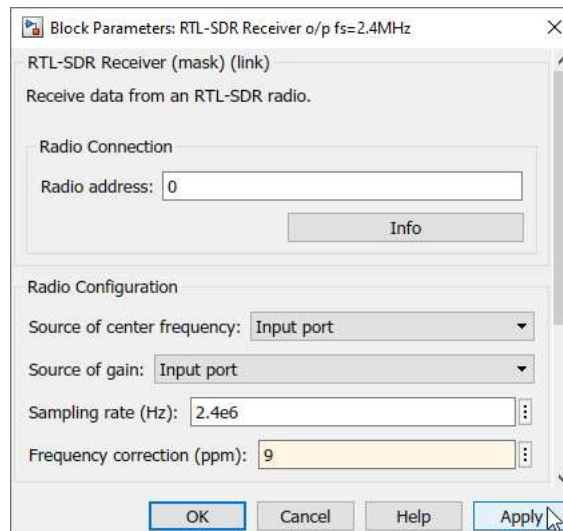 Block Parameters: RTL-SDR Receiver o/p fs=2.4MHz
RTL-SDR Receiver (mask) (link)
Receive data from an RTL-SDR radio.
Radio Connection
Radio address: 0
Info
Radio Configuration
Source of center frequency: Input port
Source of gain: Input port
Sampling rate (Hz): 2.4e6
Frequency correction (ppm): 9
OK Cancel Help Apply